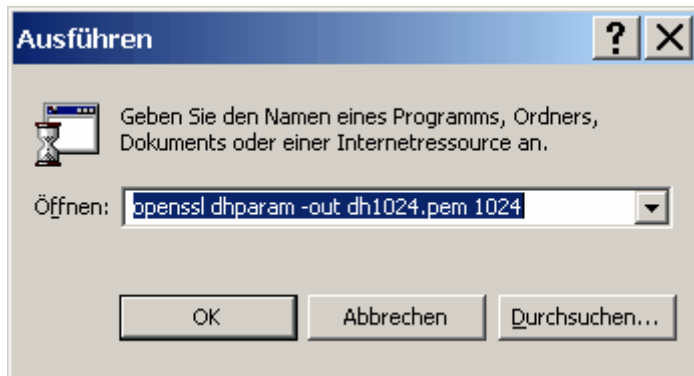 Ausführen
Geben Sie den Namen eines Programms, Ordners,
Dokuments oder einer Internetressource an.
Öffnen: openssl dhparam -out dh1024.pem 1024
OK Abbrechen Durchsuchen...